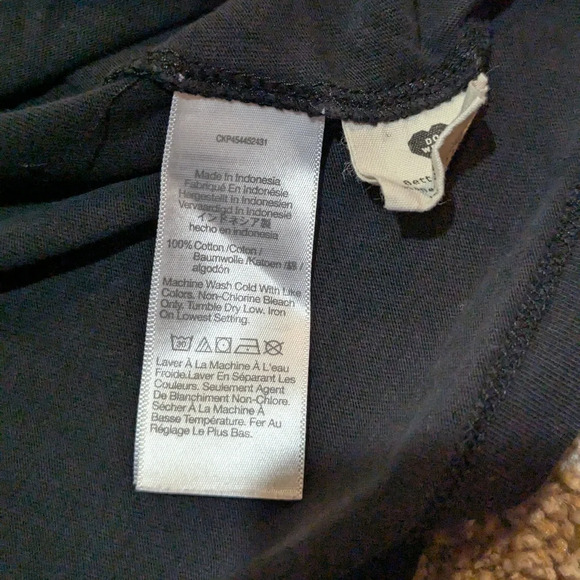 CKP454452431
Made In Indonesia
Fabriqué En Indonésie
Hergestellt In Indonesien
Vervaardigd In Indonesië
インドネシア製
hecho en indonesia
100% Cotton /Coton /
Baumwolle /Katoen /綿 /
algodón
Machine Wash Cold With Like
Colors. Non-Chlorine Bleach
Only. Tumble Dry Low. Iron
On Lowest Setting.
30
Laver À La Machine À L'eau
Froide.Laver En Séparant Les
Couleurs. Seulement Agent
De Blanchiment Non-Chlore.
Sécher À La Machine À
Basse Température. Fer Au
Réglage Le Plus Bas.
DO